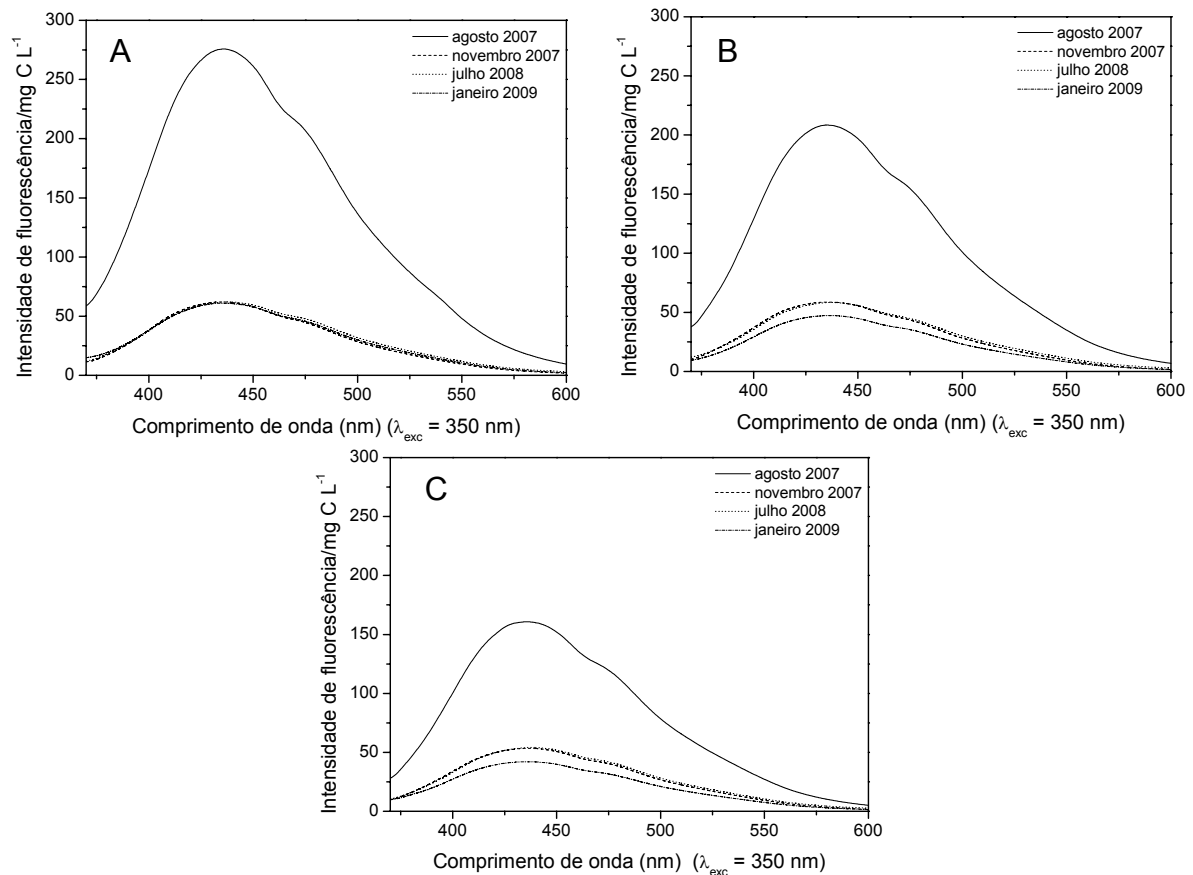 A
Intensidade de fluorescência/mg C L⁻¹
300
250
200
150
100
50
0
agosto 2007
novembro 2007
julho 2008
janeiro 2009
400
450
500
550
600
Comprimento de onda (nm) (λexc = 350 nm)
B
Intensidade de fluorescência/mg C L⁻¹
300
250
200
150
100
50
0
agosto 2007
novembro 2007
julho 2008
janeiro 2009
400
450
500
550
600
Comprimento de onda (nm) (λexc = 350 nm)
C
Intensidade de fluorescência/mg C L⁻¹
300
250
200
150
100
50
0
agosto 2007
novembro 2007
julho 2008
janeiro 2009
400
450
500
550
600
Comprimento de onda (nm) (λexc = 350 nm)